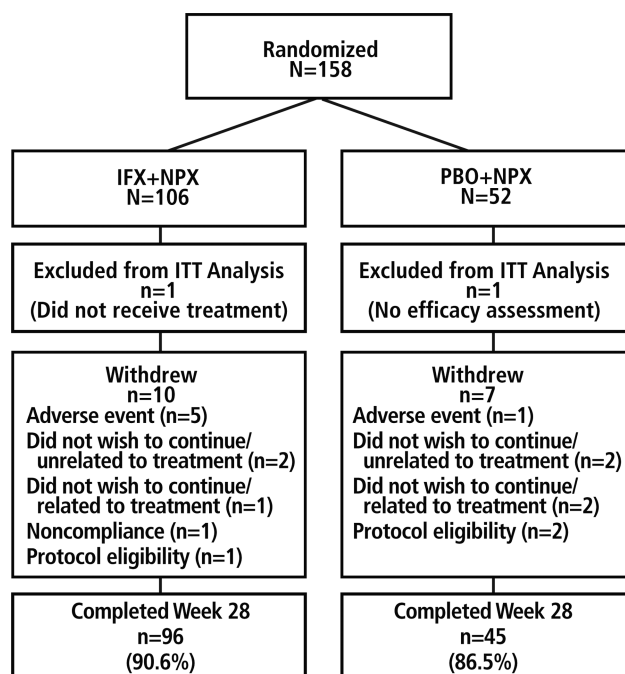 Randomized
N=158
IFX+NPX
N=106
PBO+NPX
N=52
Excluded from ITT Analysis
n=1
(Did not receive treatment)
Excluded from ITT Analysis
n=1
(No efficacy assessment)
Withdrew
n=10
Adverse event (n=5)
Did not wish to continue/
unrelated to treatment (n=2)
Did not wish to continue/
related to treatment (n=1)
Noncompliance (n=1)
Protocol eligibility (n=1)
Withdrew
n=7
Adverse event (n=1)
Did not wish to continue/
unrelated to treatment (n=2)
Did not wish to continue/
related to treatment (n=2)
Protocol eligibility (n=2)
Completed Week 28
n=96
(90.6%)
Completed Week 28
n=45
(86.5%)